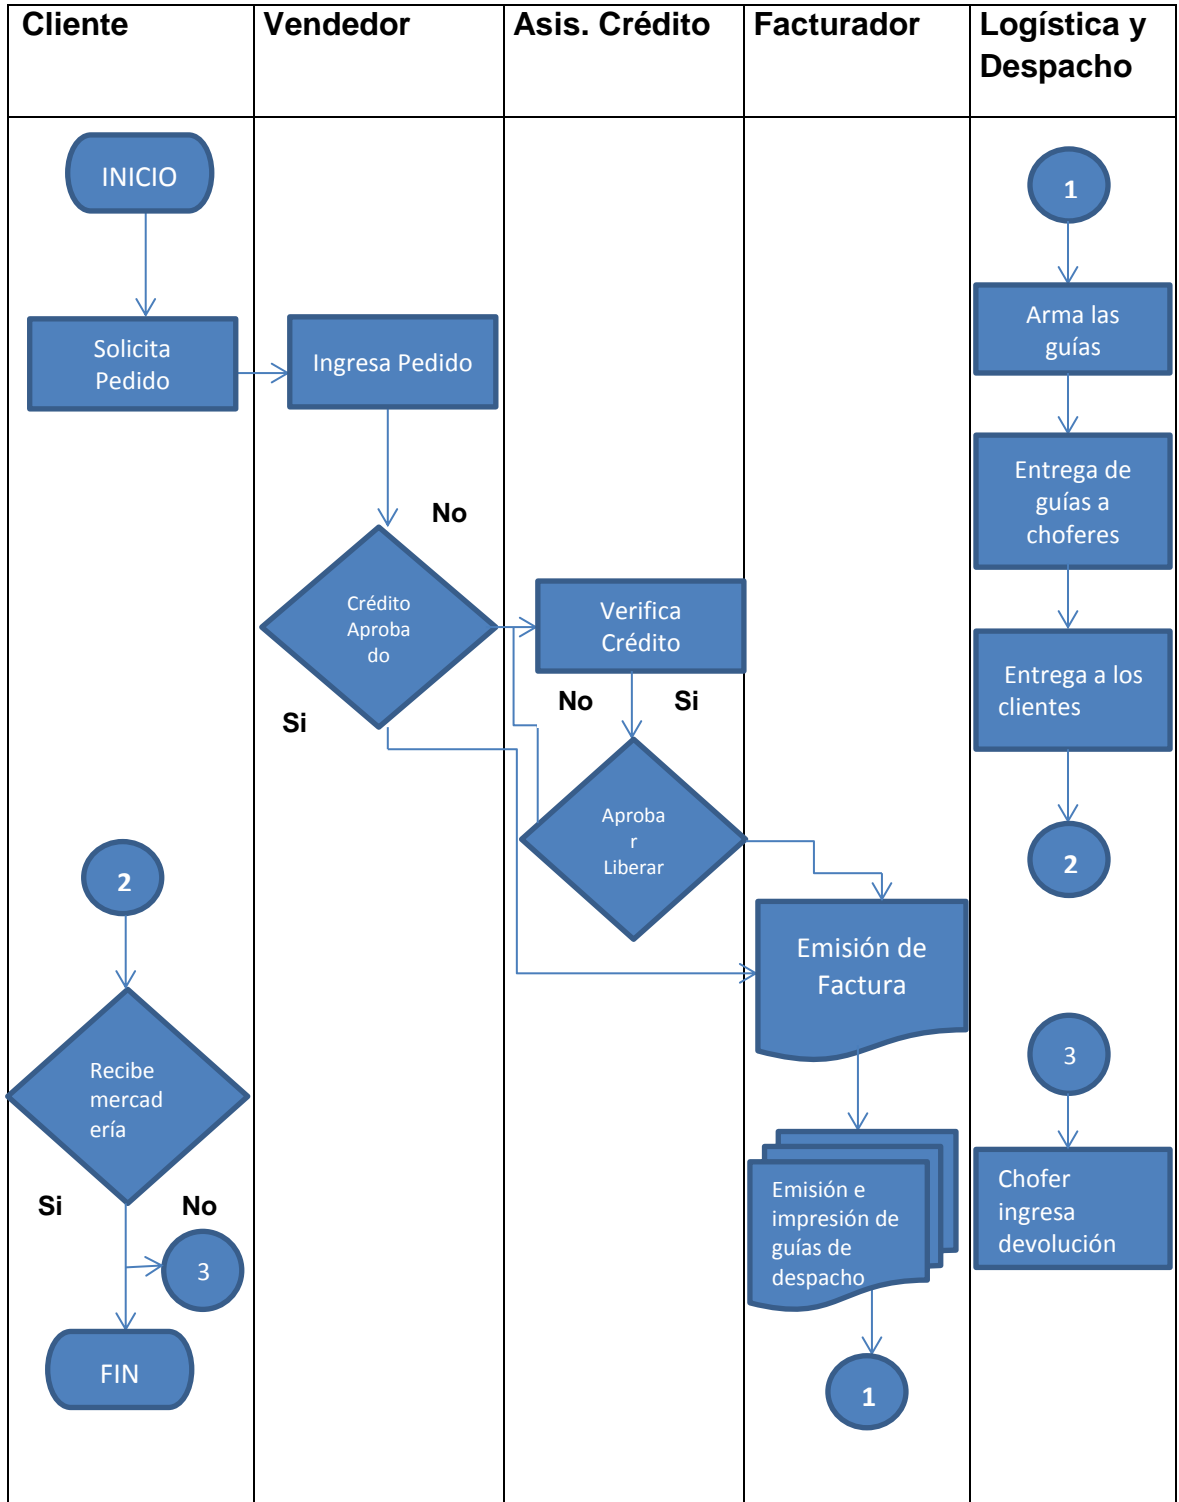 Cliente
Vendedor
Asis. Crédito
Facturador
Logística y
Despacho
INICIO
1
Solicita
Pedido
Ingresa Pedido
Arma las
guías
Entrega de
guías a
choferes
No
Crédito
Aproba
do
Si
Verifica
Crédito
No
Si
Entrega a los
clientes
Aproba
r
Liberar
2
2
Emisión de
Factura
3
Recibe
mercad
ería
Si
No
3
Emisión e
impresión de
guías de
despacho
Chofer
ingresa
devolución
FIN
1